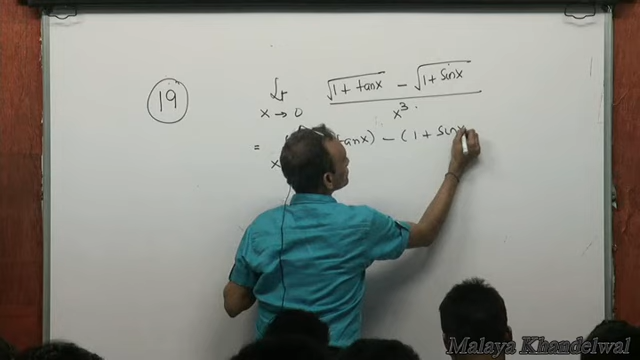 19
Lt √(1 + tanx) − √(1 + sinx)
x → 0 x³
= tanx) − (1 + sinx
x
Malaya Khandelwal